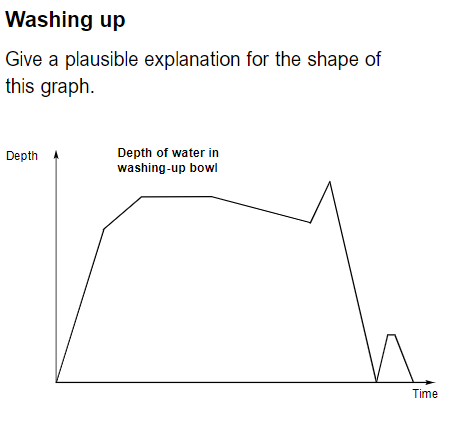 Washing up
Give a plausible explanation for the shape of
this graph.
Depth
Depth of water in
washing-up bowl
Time